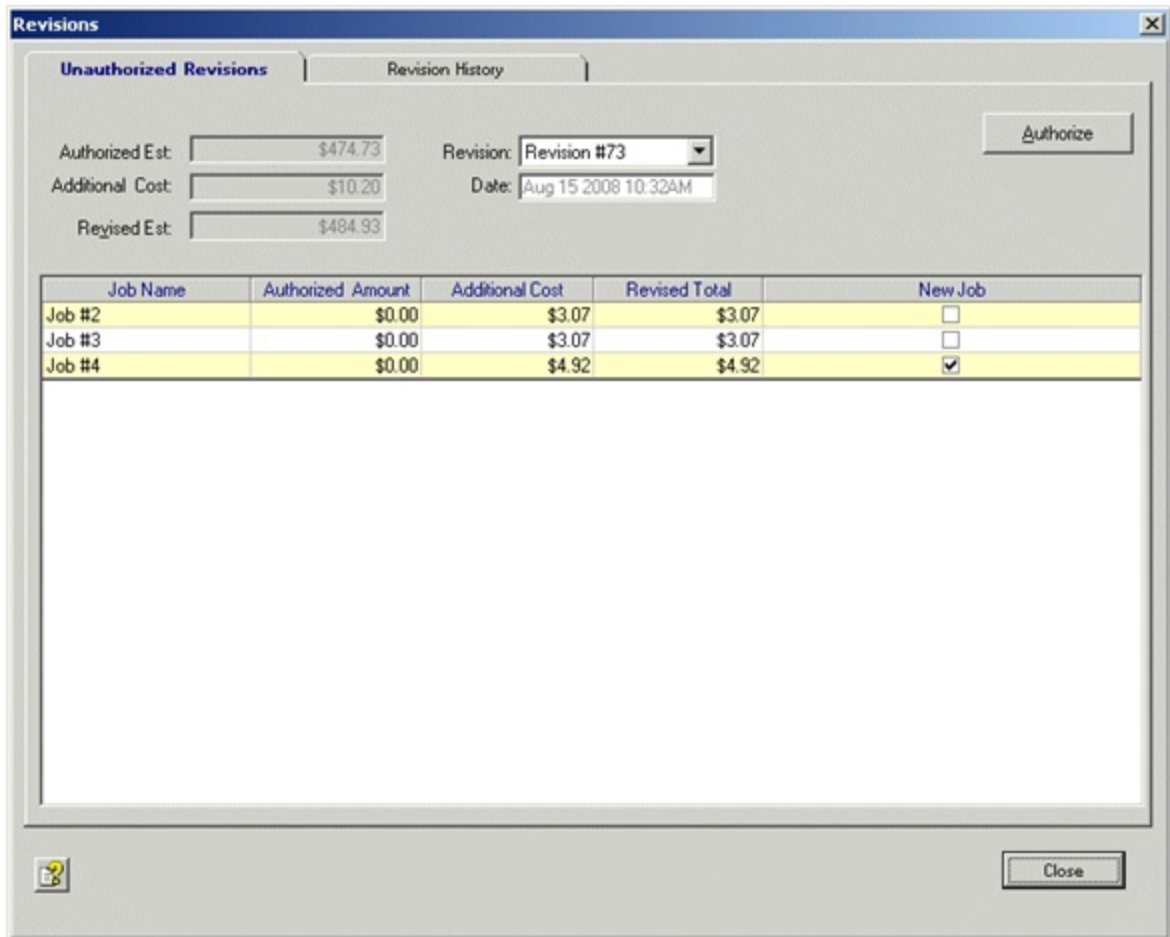 Revisions
Unauthorized Revisions Revision History
Authorize
Authorized Est: $474.73 Revision: Revision #73
Additional Cost: $10.20 Date: Aug 15 2008 10:32AM
Revised Est: $484.93
Job Name Authorized Amount Additional Cost Revised Total New Job
Job #2 $0.00 $3.07 $3.07
Job #3 $0.00 $3.07 $3.07
Job #4 $0.00 $4.92 $4.92
Close